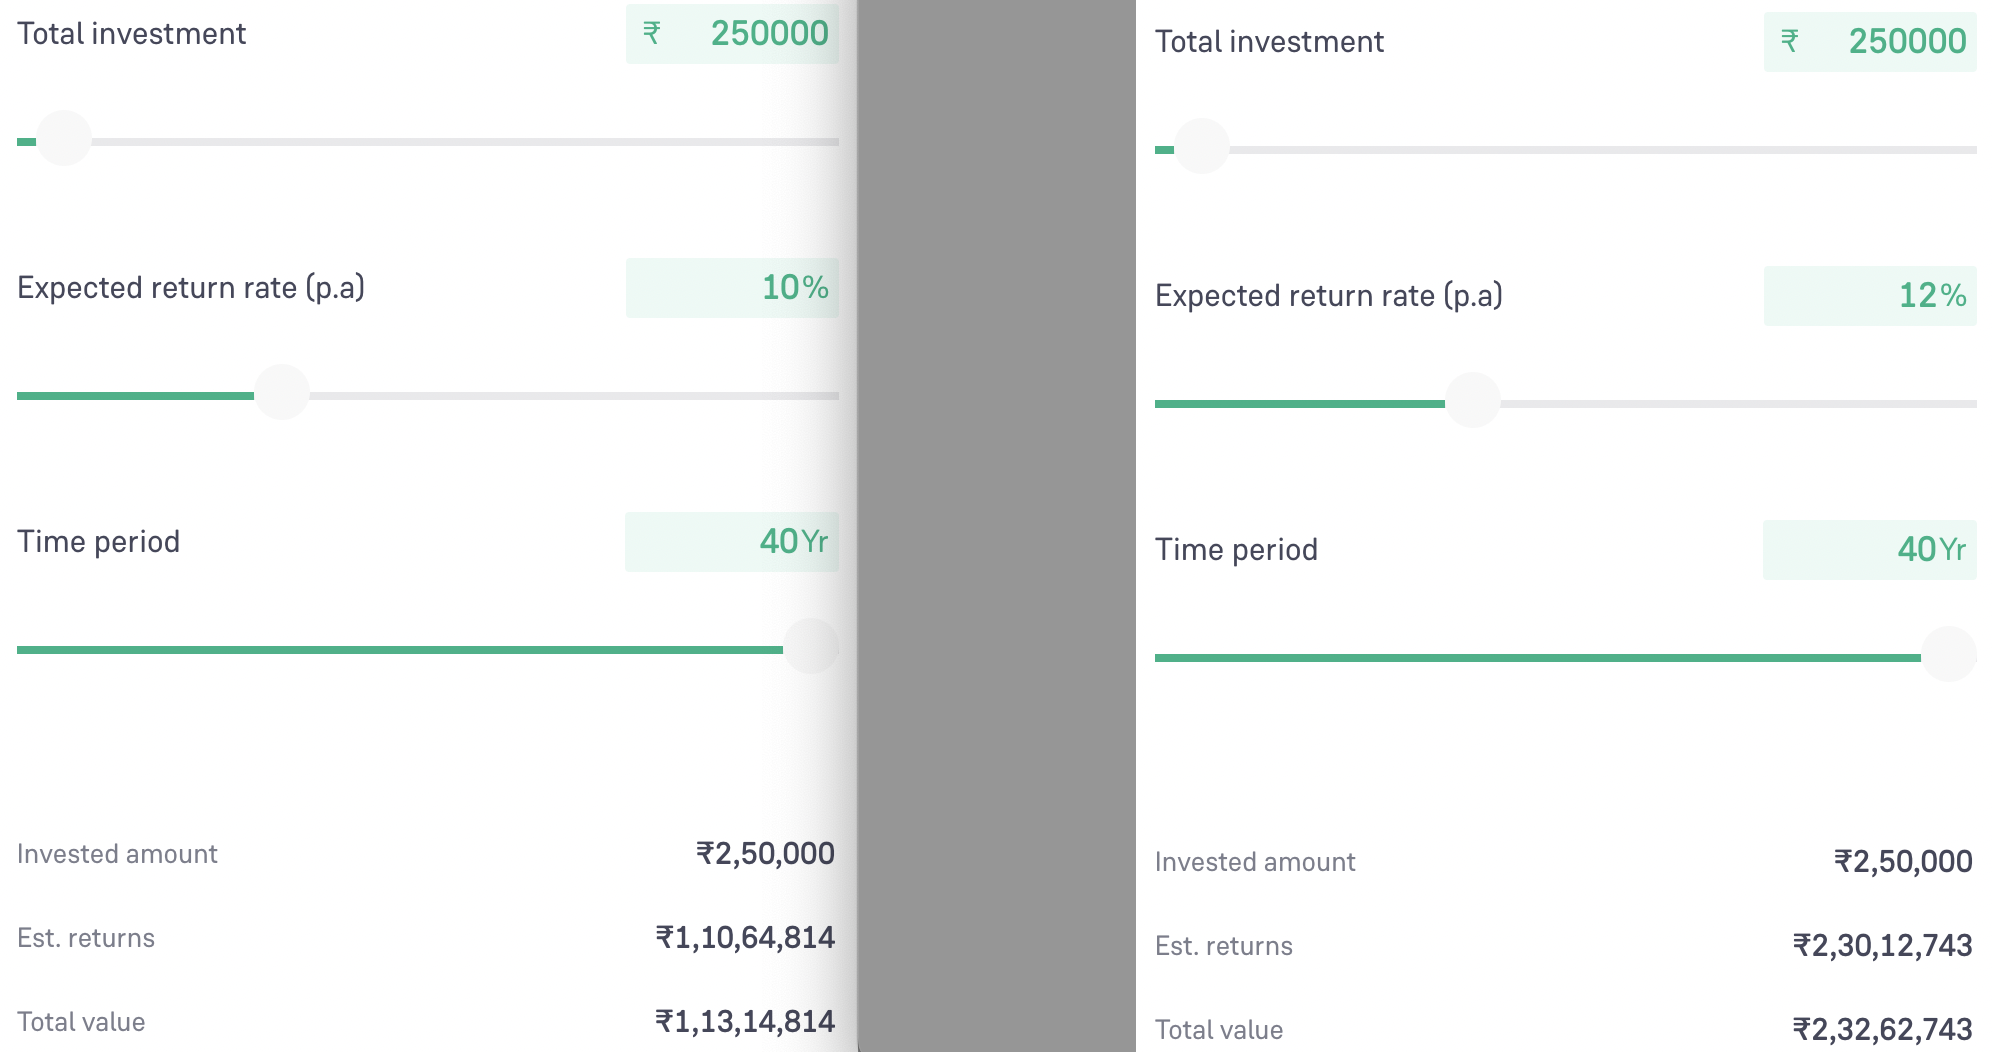 Total investment
₹ 250000
Expected return rate (p.a)
10%
Time period
40Yr
Invested amount
₹2,50,000
Est. returns
₹1,10,64,814
Total value
₹1,13,14,814
Total investment
₹ 250000
Expected return rate (p.a)
12%
Time period
40Yr
Invested amount
₹2,50,000
Est. returns
₹2,30,12,743
Total value
₹2,32,62,743